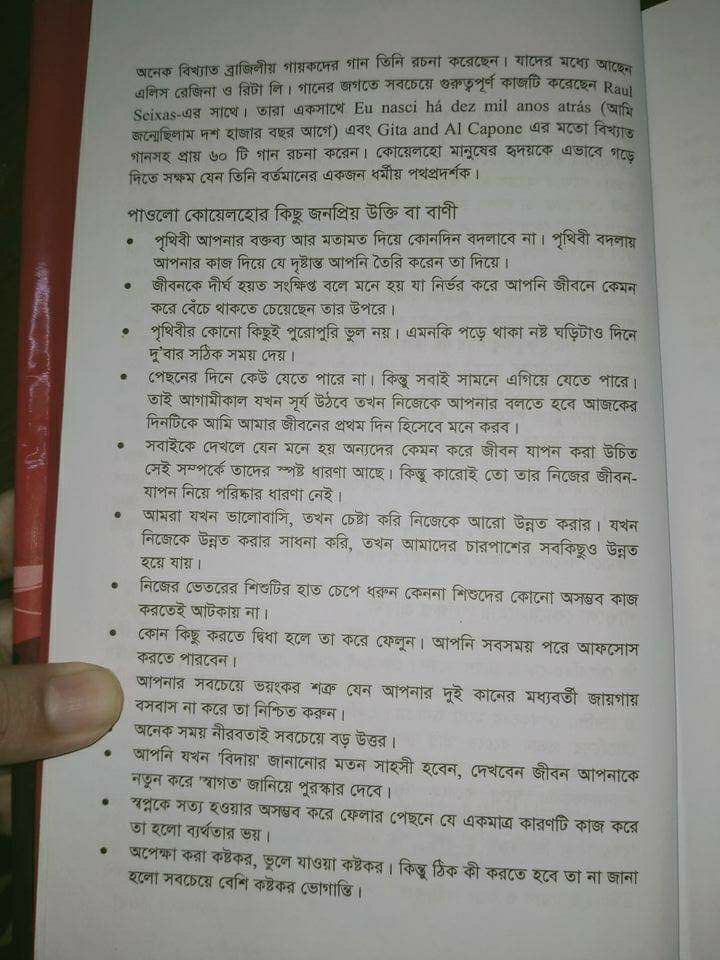 অনেক বিখ্যাত ব্রাজিলীয় গায়কদের গান তিনি রচনা করেছেন। যাদের মধ্যে আছেন
এলিস রেজিনা ও রিটা লি। গানের জগতে সবচেয়ে গুরুত্বপূর্ণ কাজটি করেছেন Raul
Seixas-এর সাথে। তারা একসাথে Eu nasci há dez mil anos atrás (আমি
জন্মেছিলাম দশ হাজার বছর আগে) এবং Gita and Al Capone এর মতো বিখ্যাত
গানসহ প্রায় ৬০ টি গান রচনা করেন। কোয়েলহো মানুষের হৃদয়কে এভাবে গড়ে
দিতে সক্ষম যেন তিনি বর্তমানের একজন ধর্মীয় পথপ্রদর্শক।
পাওলো কোয়েলহোর কিছু জনপ্রিয় উক্তি বা বাণী
• পৃথিবী আপনার বক্তব্য আর মতামত দিয়ে কোনদিন বদলাবে না। পৃথিবী বদলায়
আপনার কাজ দিয়ে যে দৃষ্টান্ত আপনি তৈরি করেন তা দিয়ে।
• জীবনকে দীর্ঘ হয়ত সংক্ষিপ্ত বলে মনে হয় যা নির্ভর করে আপনি জীবনে কেমন
করে বেঁচে থাকতে চেয়েছেন তার উপরে।
• পৃথিবীর কোনো কিছুই পুরোপুরি ভুল নয়। এমনকি পড়ে থাকা নষ্ট ঘড়িটাও দিনে
দু'বার সঠিক সময় দেয়।
• পেছনের দিনে কেউ যেতে পারে না। কিন্তু সবাই সামনে এগিয়ে যেতে পারে।
তাই আগামীকাল যখন সূর্য উঠবে তখন নিজেকে আপনার বলতে হবে আজকের
দিনটিকে আমি আমার জীবনের প্রথম দিন হিসেবে মনে করব।
• সবাইকে দেখলে যেন মনে হয় অন্যদের কেমন করে জীবন যাপন করা উচিত
সেই সম্পর্কে তাদের স্পষ্ট ধারণা আছে। কিন্তু কারোই তো তার নিজের জীবন-
যাপন নিয়ে পরিষ্কার ধারণা নেই।
• আমরা যখন ভালোবাসি, তখন চেষ্টা করি নিজেকে আরো উন্নত করার। যখন
নিজেকে উন্নত করার সাধনা করি, তখন আমাদের চারপাশের সবকিছুও উন্নত
হয়ে যায়।
• নিজের ভেতরের শিশুটির হাত চেপে ধরুন কেননা শিশুদের কোনো অসম্ভব কাজ
করতেই আটকায় না।
• কোন কিছু করতে দ্বিধা হলে তা করে ফেলুন। আপনি সবসময় পরে আফসোস
করতে পারবেন।
আপনার সবচেয়ে ভয়ংকর শত্রু যেন আপনার দুই কানের মধ্যবর্তী জায়গায়
বসবাস না করে তা নিশ্চিত করুন।
অনেক সময় নীরবতাই সবচেয়ে বড় উত্তর।
• আপনি যখন 'বিদায়' জানানোর মতন সাহসী হবেন, দেখবেন জীবন আপনাকে
নতুন করে 'স্বাগত' জানিয়ে পুরস্কার দেবে।
• স্বপ্নকে সত্য হওয়ার অসম্ভব করে ফেলার পেছনে যে একমাত্র কারণটি কাজ করে
তা হলো ব্যর্থতার ভয়।
• অপেক্ষা করা কষ্টকর, ভুলে যাওয়া কষ্টকর। কিন্তু ঠিক কী করতে হবে তা না জানা
হলো সবচেয়ে বেশি কষ্টকর ভোগান্তি।